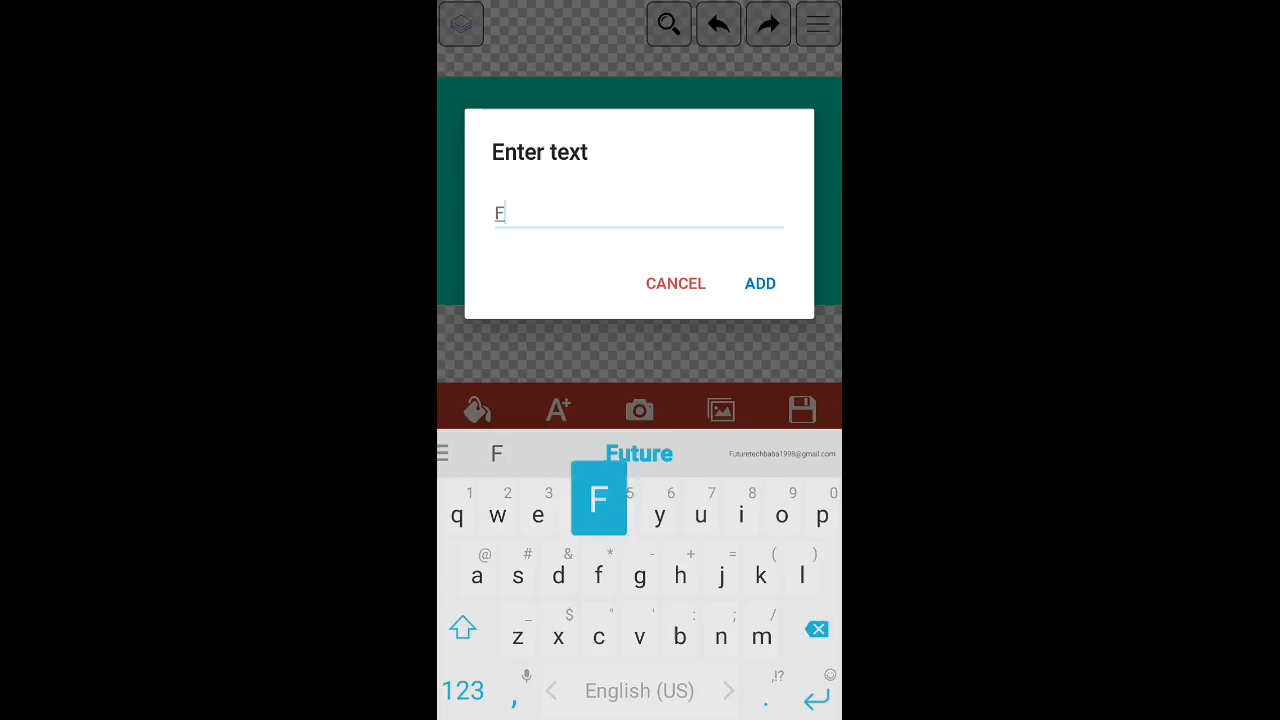 Enter text
F
CANCEL ADD
A+
F Future Futuretechbaba1998@gmail.com
F
1 2 3 5 6 7 8 9 0
q w e y u i o p
@ # & * - + = ( )
a s d f g h j k l
_ $ " ' : ; /
z x c v b n m
,!?
123 , < English (US) > .